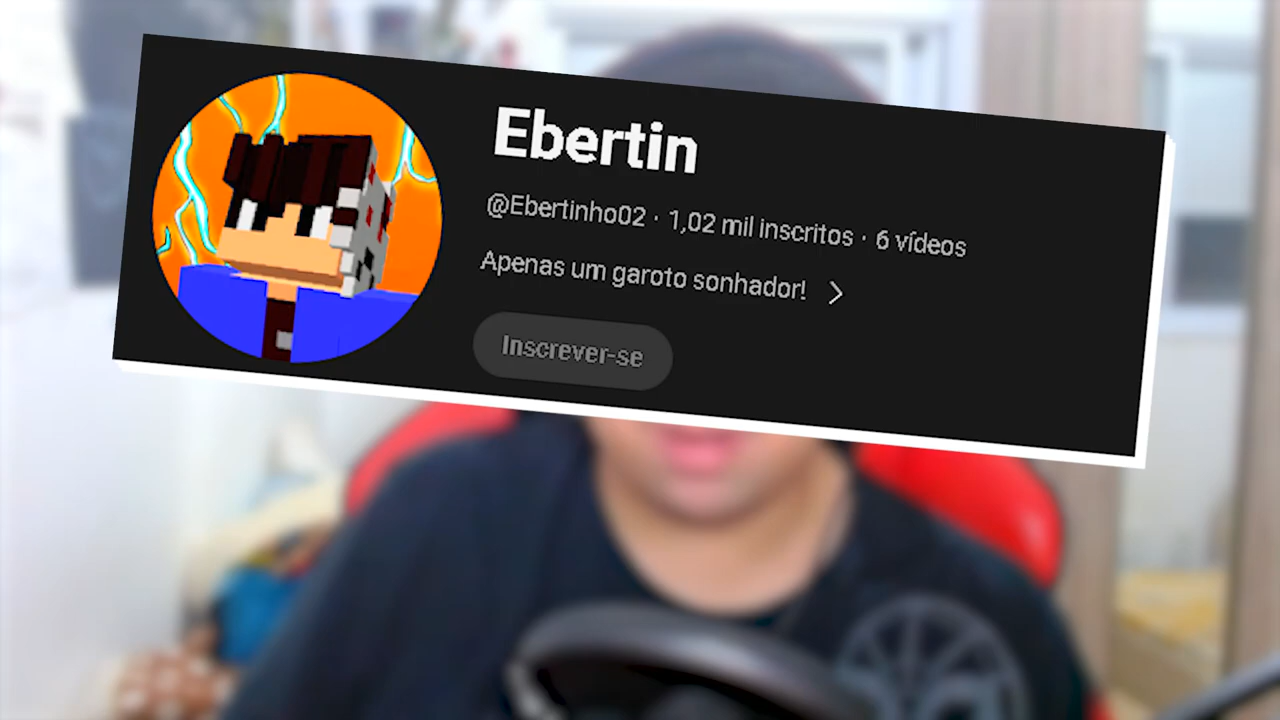 Ebertin
@Ebertinho02 · 1,02 mil inscritos · 6 vídeos
Apenas um garoto sonhador!
Inscrever-se